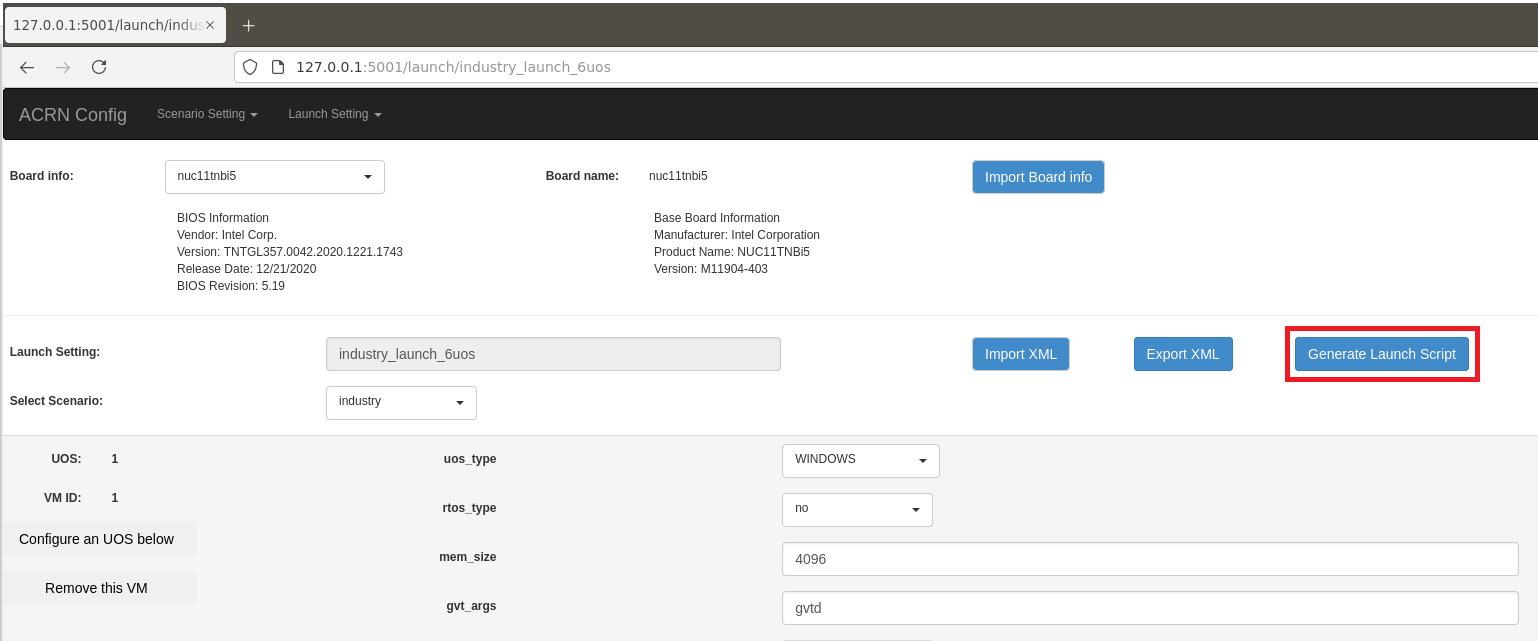 127.0.0.1:5001/launch/indus × +
127.0.0.1:5001/launch/industry_launch_6uos
ACRN Config Scenario Setting Launch Setting
Board info: nuc11tnbi5 Board name: nuc11tnbi5 Import Board info
BIOS Information
Vendor: Intel Corp.
Version: TNTGL357.0042.2020.1221.1743
Release Date: 12/21/2020
BIOS Revision: 5.19
Base Board Information
Manufacturer: Intel Corporation
Product Name: NUC11TNBi5
Version: M11904-403
Launch Setting: industry_launch_6uos Import XML Export XML Generate Launch Script
Select Scenario: industry
UOS: 1 uos_type WINDOWS
VM ID: 1
rtos_type no
Configure an UOS below
mem_size 4096
Remove this VM
gvt_args gvtd